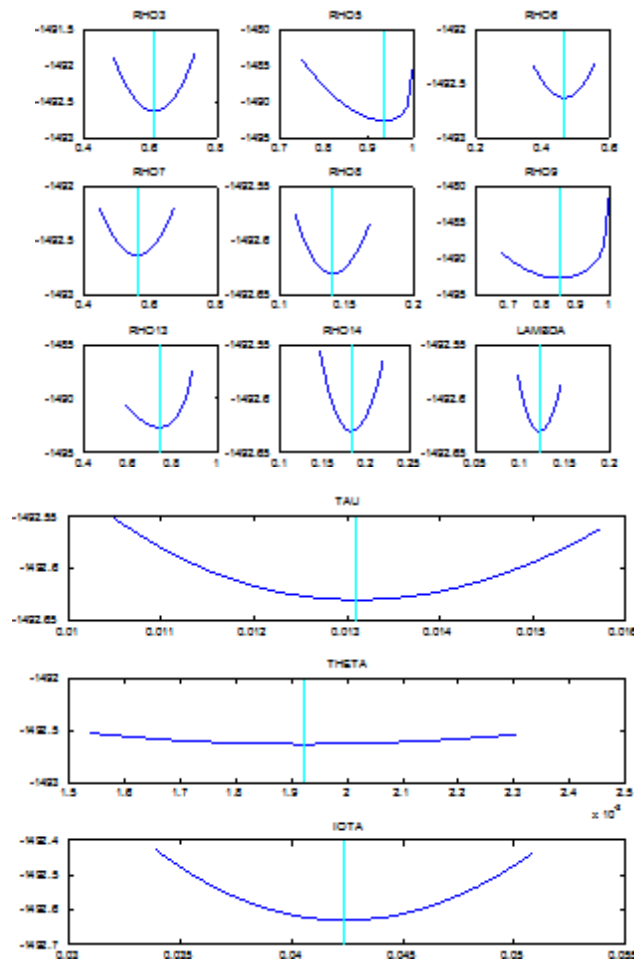 RHO3 RHO5 RHO6
-1491.5 -1480 -1492
-1492 -1485
-1492.5
-1492.5 -1490
-1493 -1495 -1493
0.4 0.6 0.8 0.7 0.8 0.9 1 0.2 0.4 0.6
RHO7 RHO8 RHO9
-1492 -1492.55 -1480
-1485
-1492.5 -1492.6
-1490
-1493 -1492.65 -1495
0.4 0.6 0.8 0.1 0.15 0.2 0.7 0.8 0.9 1
RHO13 RHO14 LAMBDA
-1485 -1492.55 -1492.55
-1490 -1492.6 -1492.6
-1495 -1492.65 -1492.65
0.4 0.6 0.8 1 0.1 0.15 0.2 0.25 0.05 0.1 0.15 0.2
TAU
-1492.55
-1492.6
-1492.65
0.01 0.011 0.012 0.013 0.014 0.015 0.016
THETA
-1492
-1492.5
-1493
1.5 1.6 1.7 1.8 1.9 2 2.1 2.2 2.3 2.4 2.5
x 10
IOTA
-1492.4
-1492.5
-1492.6
-1492.7
0.03 0.035 0.04 0.045 0.05 0.055